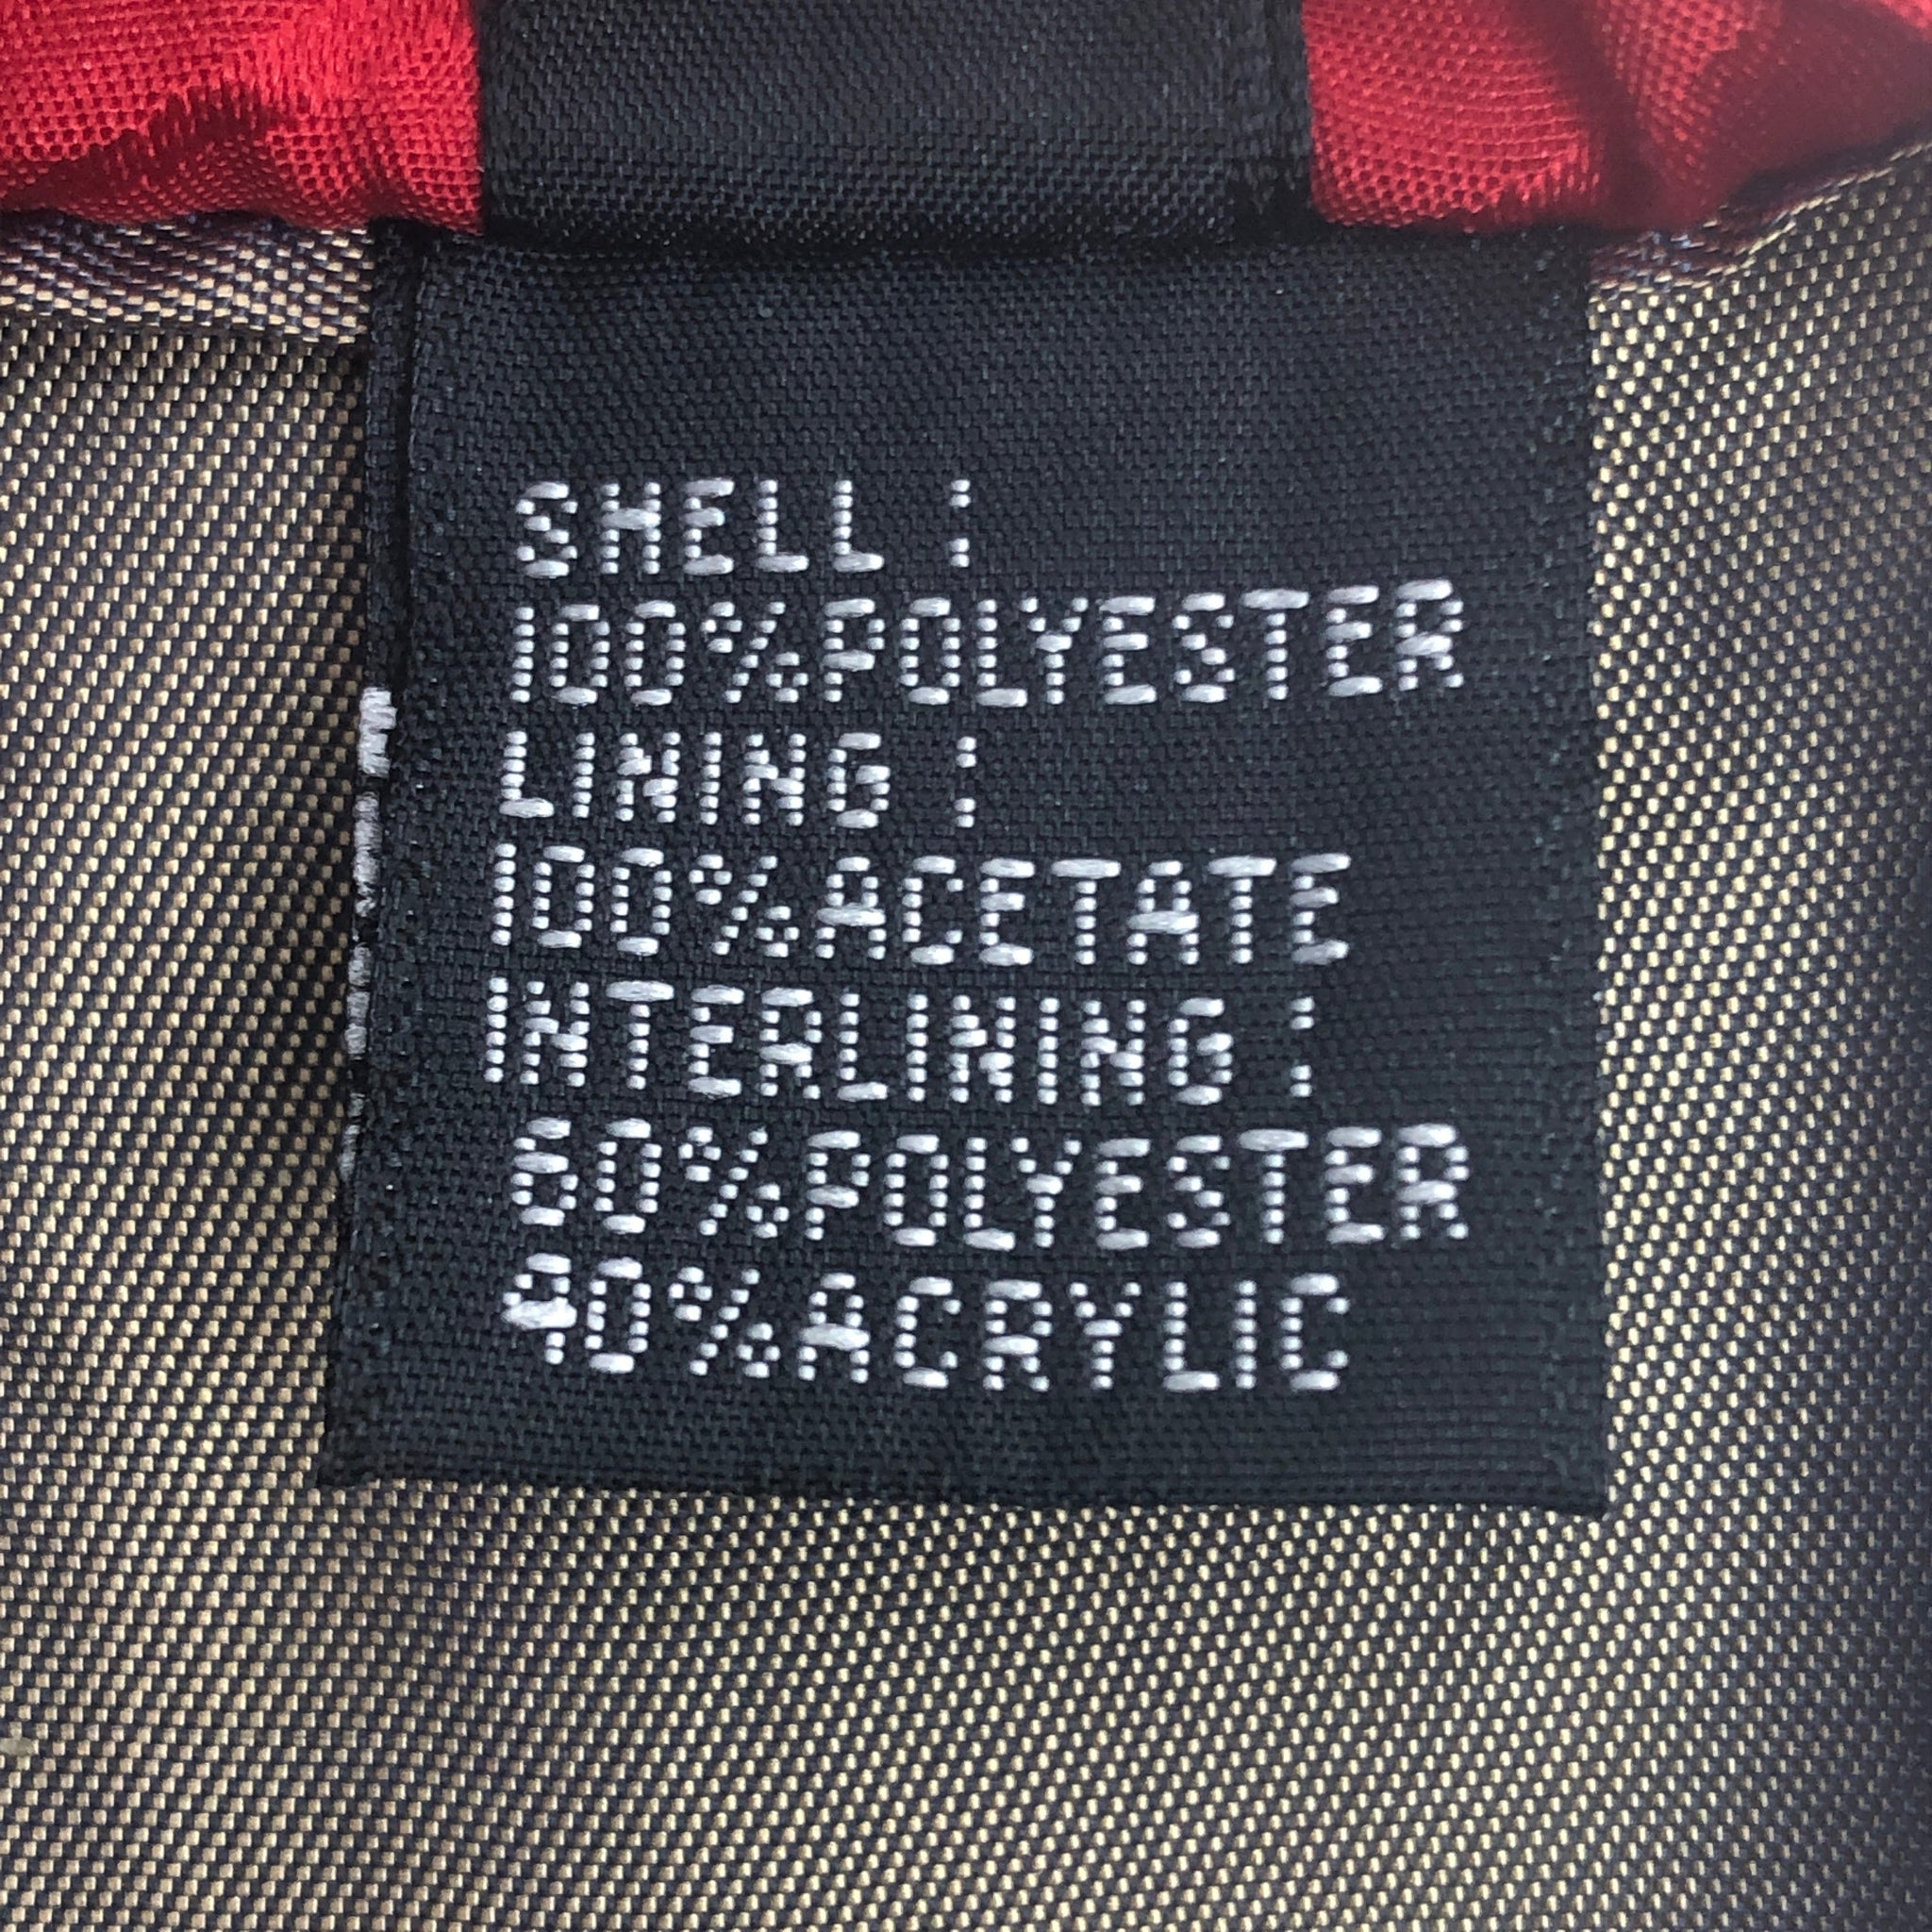 SHELL :
100%POLYESTER
LINING :
100%ACETATE
INTERLINING :
60%POLYESTER
40%ACRYLIC